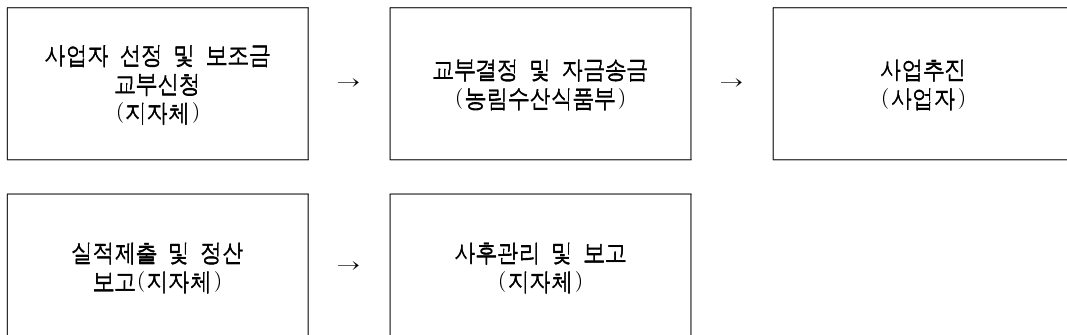 사업자 선정 및 보조금
교부신청
(지자체)
→
교부결정 및 자금송금
(농림수산식품부)
→
사업추진
(사업자)
실적제출 및 정산
보고(지자체)
→
사후관리 및 보고
(지자체)